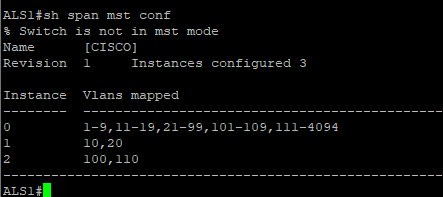 ALS1#sh span mst conf
% Switch is not in mst mode
Name      [CISCO]
Revision  1     Instances configured 3
Instance  Vlans mapped
--------  ---------------------------------------------
0         1-9,11-19,21-99,101-109,111-4094
1         10,20
2         100,110
-------------------------------------------------------
ALS1#